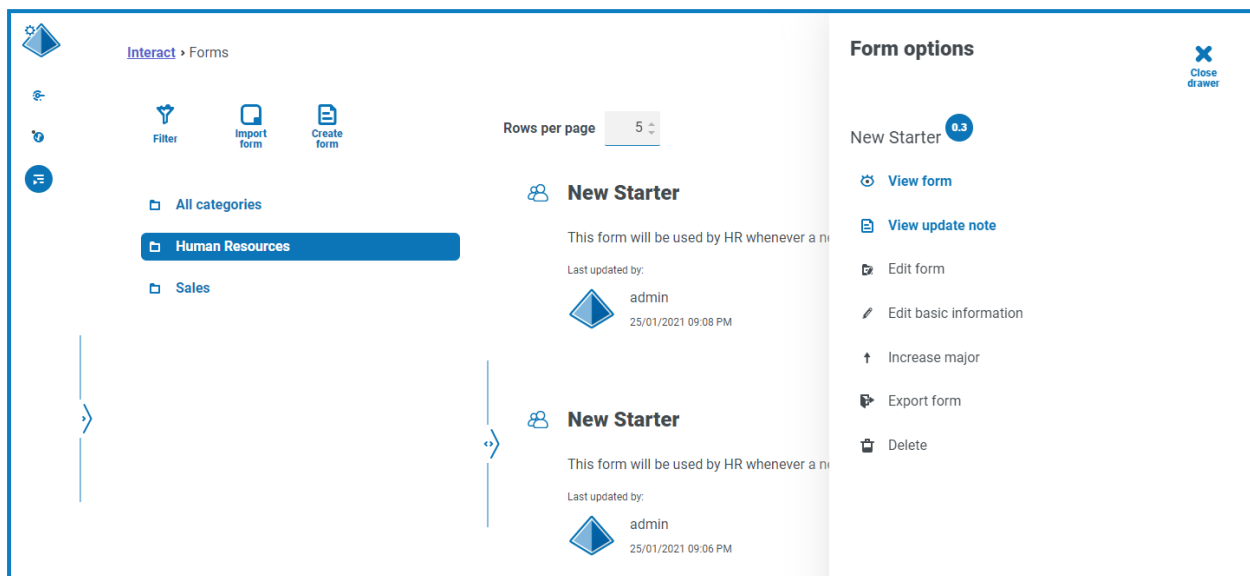 Interact › Forms
Filter
Import
form
Create
form
All categories
Human Resources
Sales
Rows per page 5
New Starter
This form will be used by HR whenever a
Last updated by:
admin
25/01/2021 09:08 PM
New Starter
This form will be used by HR whenever a
Last updated by:
admin
25/01/2021 09:06 PM
Form options
Close
drawer
New Starter 0.3
View form
View update note
Edit form
Edit basic information
Increase major
Export form
Delete